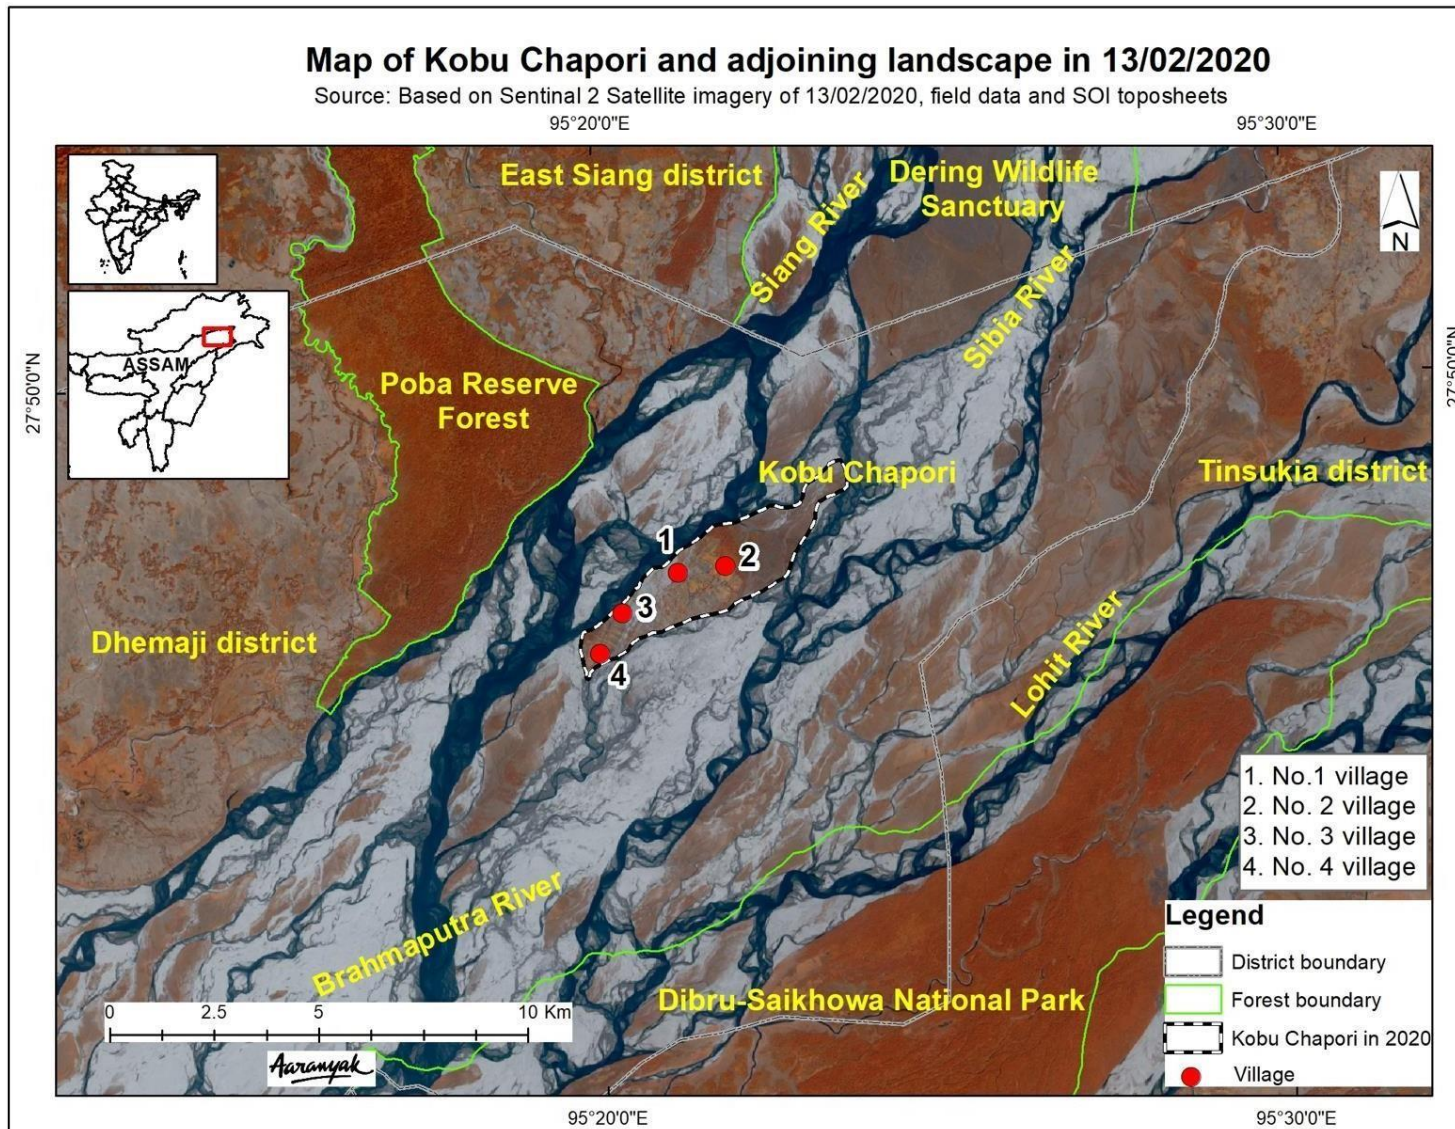 Map of Kobu Chapori and adjoining landscape in 13/02/2020
Source: Based on Sentinal 2 Satellite imagery of 13/02/2020, field data and SOI toposheets
95°20'0"E
95°30'0"E
East Siang district
Dering Wildlife
Sanctuary
Siang River
Sibia River
N
ASSAM
27°50'0"N
27°50'0"N
Poba Reserve
Forest
Kobu Chapori
Tinsukia district
1
2
3
4
Dhemaji district
Lohit River
1. No.1 village
2. No. 2 village
3. No. 3 village
4. No. 4 village
Brahmaputra River
Dibru-Saikhowa National Park
Legend
District boundary
Forest boundary
Kobu Chapori in 2020
Village
0 2.5 5 10 Km
Aaranyak
95°20'0"E
95°30'0"E